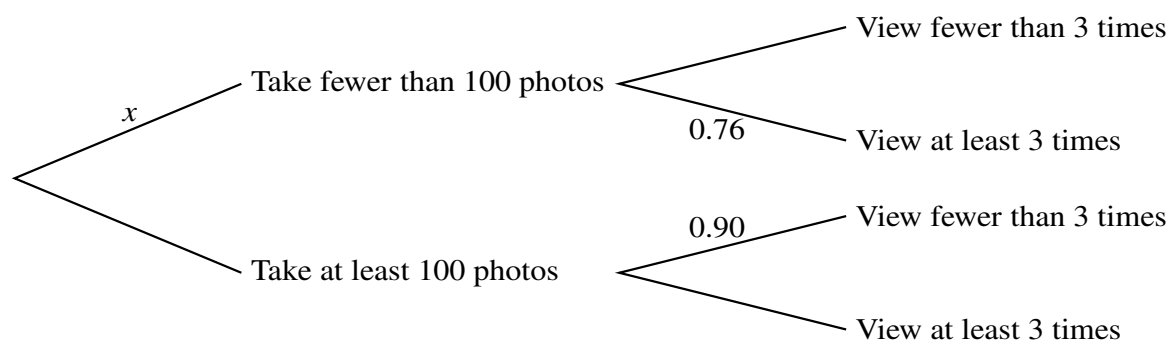 View fewer than 3 times
Take fewer than 100 photos
x
0.76
View at least 3 times
View fewer than 3 times
0.90
Take at least 100 photos
View at least 3 times